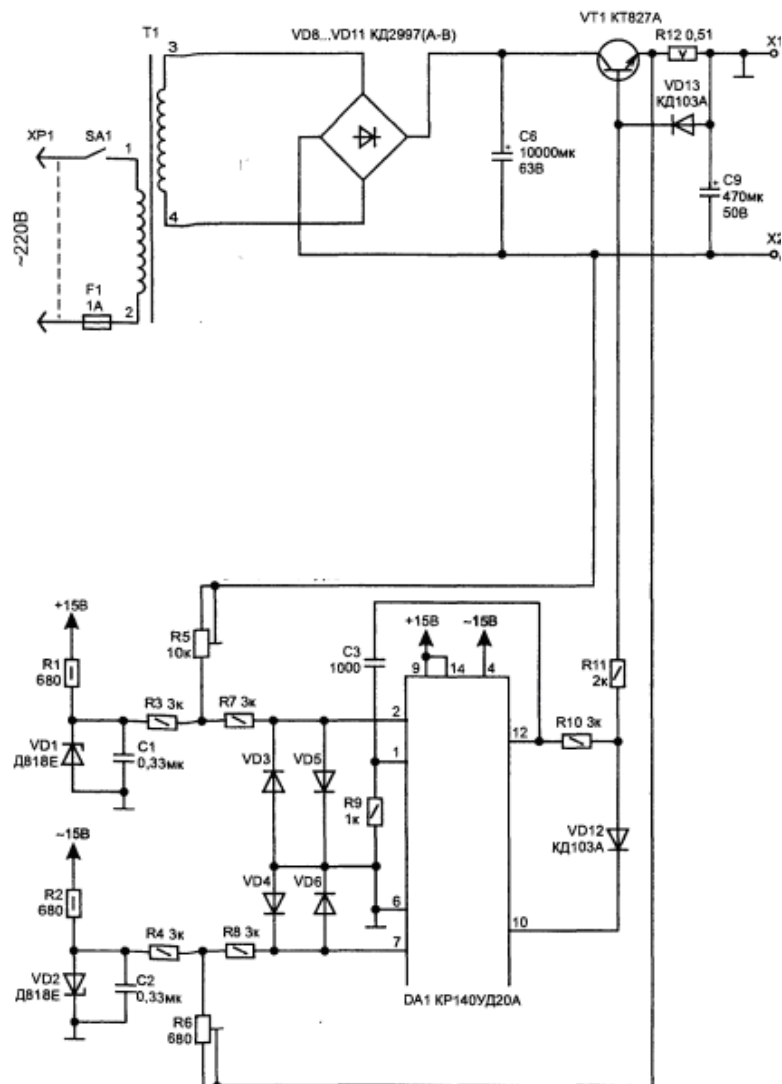 VT1 КТ827А
R12 0,51
X1
T1
VD8...VD11 КД2997(А-В)
3
VD13
КД103А
XP1
SA1
1
C6
10000мк
63В
+
C9
470мк
50В
+
~220В
4
X2
F1
1А
2
+15В
R5
10к
C3
1000
+15В
~15В
9
14
4
R1
680
R11
2к
R3 3к
R7 3к
2
12
R10 3к
VD1
Д818Е
C1
0,33мк
VD3
VD5
1
R9
1к
VD12
КД103А
~15В
VD4
VD6
R2
680
6
R4 3к
R8 3к
7
10
VD2
Д818Е
C2
0,33мк
DA1 КР140УД20А
R6
680